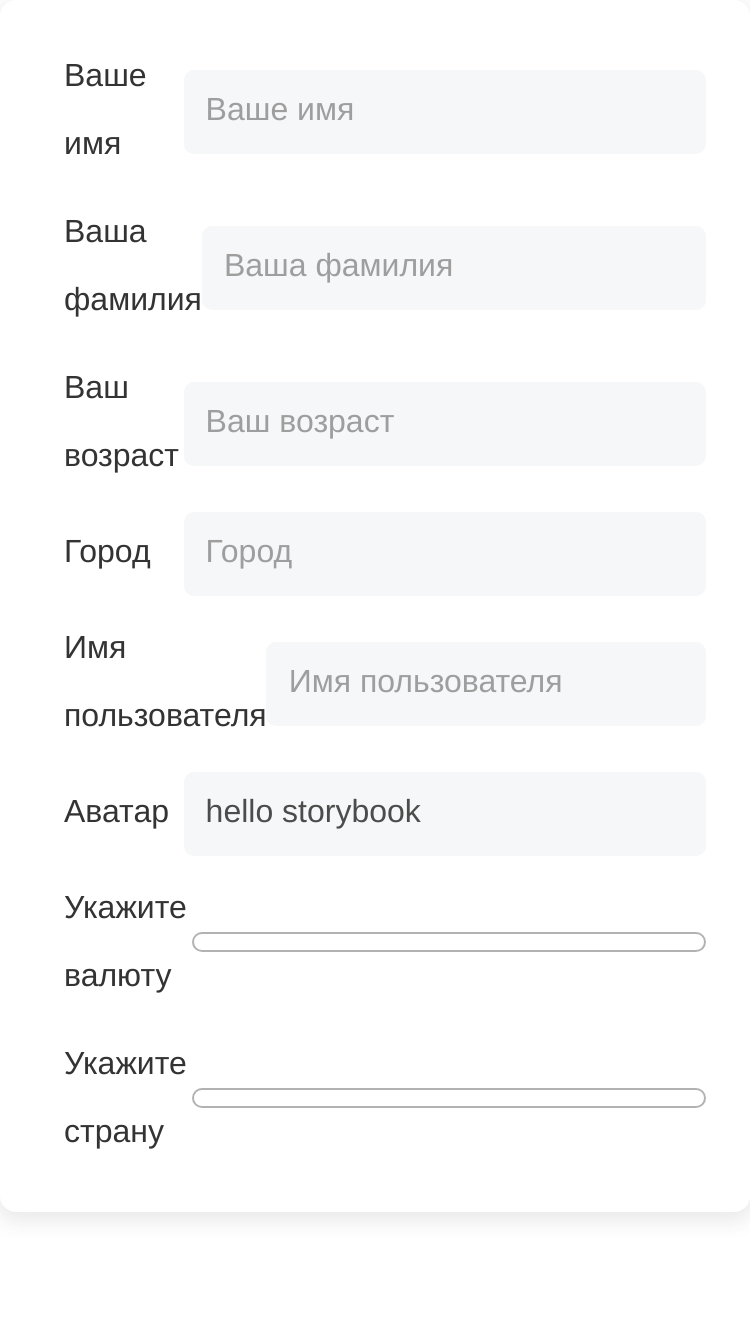 Ваше
имя
Ваше имя
Ваша
фамилия
Ваша фамилия
Ваш
возраст
Ваш возраст
Город
Город
Имя
пользователя
Имя пользователя
Аватар
hello storybook
Укажите
валюту
Укажите
страну